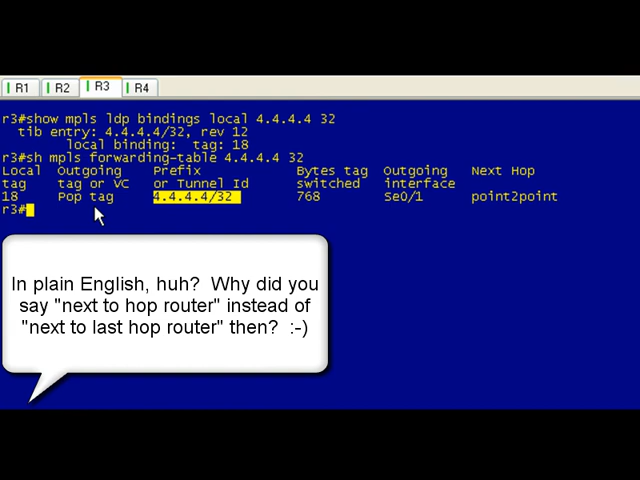 R1 R2 R3 R4
r3#show mpls ldp bindings local 4.4.4.4 32
tib entry: 4.4.4.4/32, rev 12
local binding: tag: 18
r3#sh mpls forwarding-table 4.4.4.4 32
Local Outgoing Prefix Bytes tag Outgoing Next Hop
tag tag or VC or Tunnel Id switched interface
18 Pop tag 4.4.4.4/32 768 Se0/1 point2point
r3#
In plain English, huh? Why did you
say "next to hop router" instead of
"next to last hop router" then? :-)